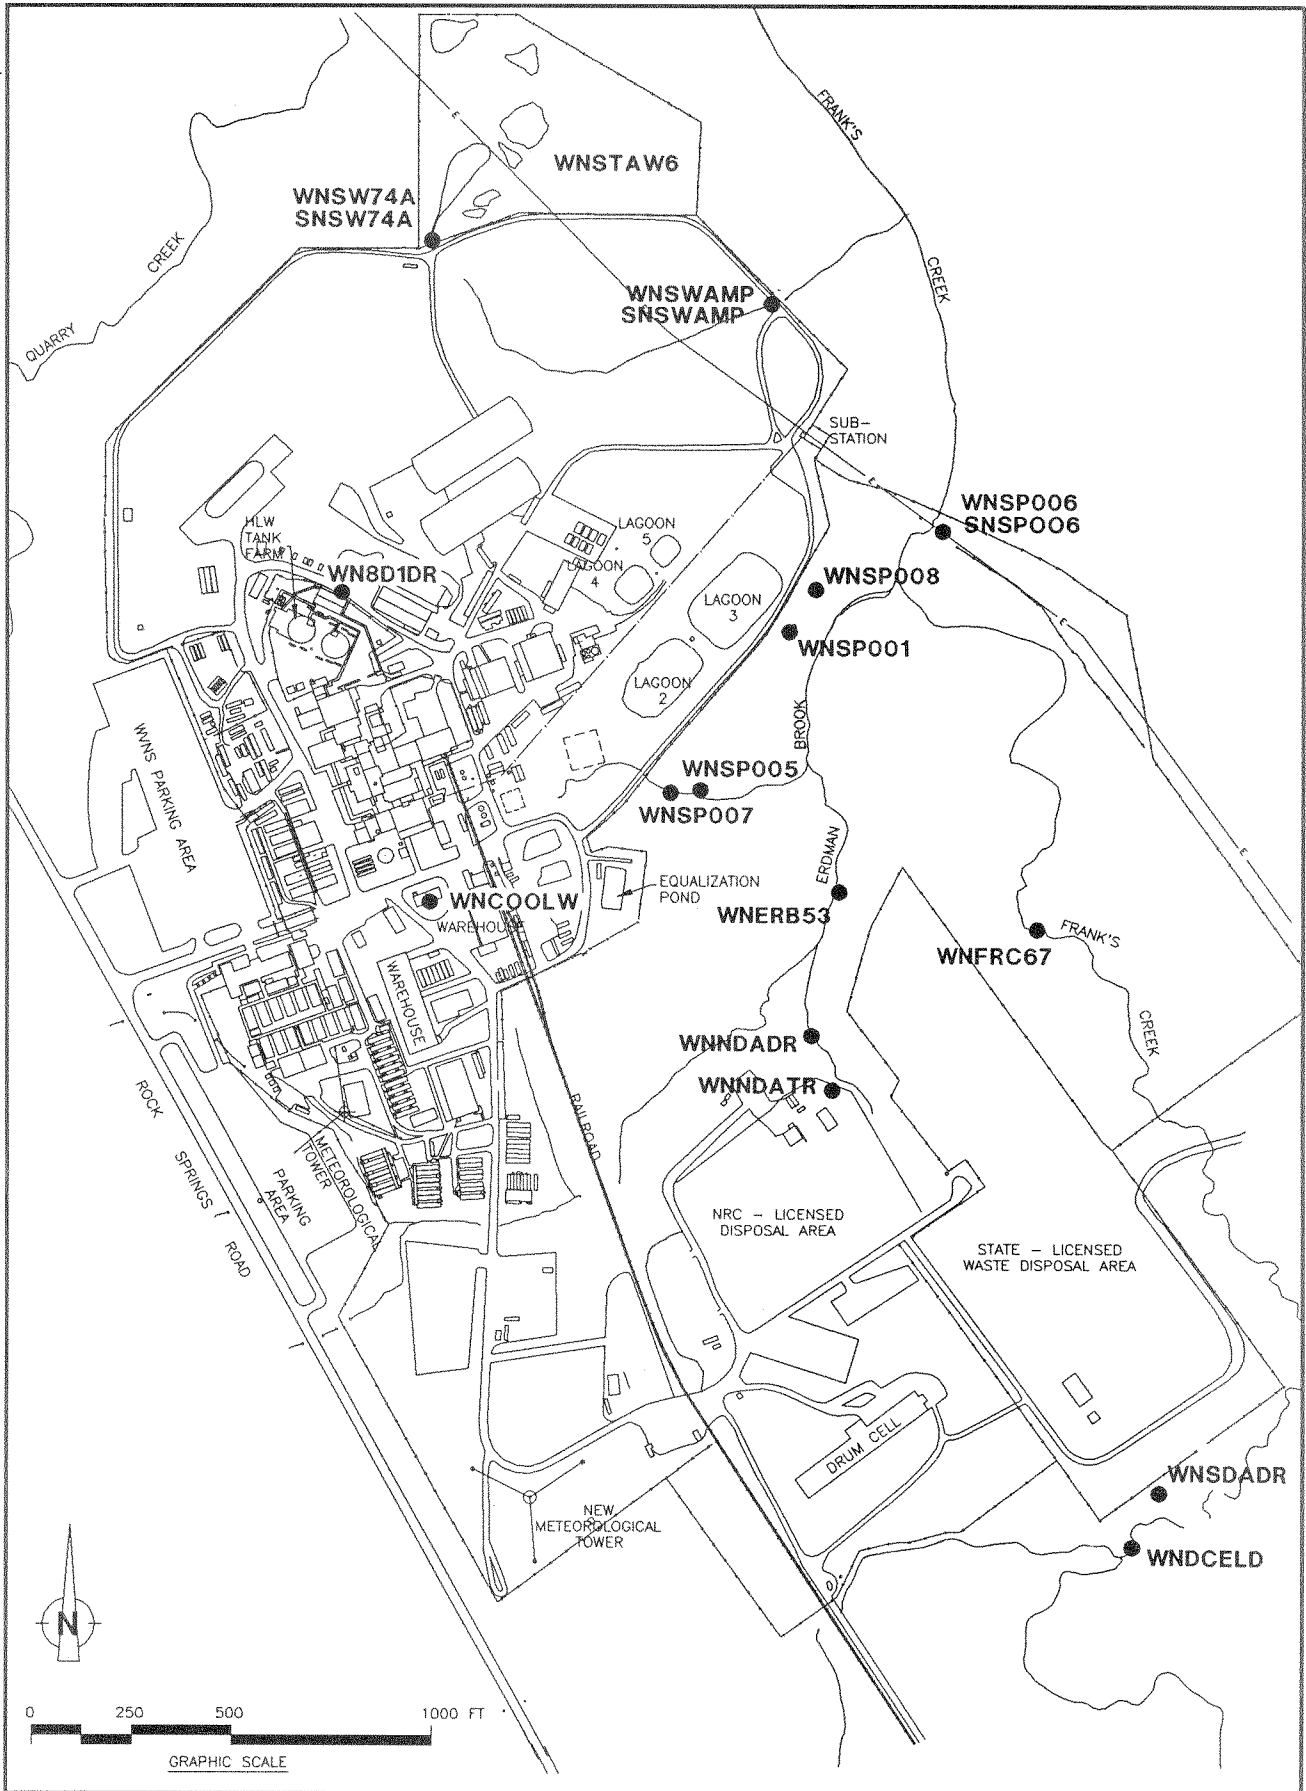 FRANK'S
CREEK
WNSTAW6
WNSW74A
SNSW74A
CREEK
QUARRY
WNSWAMP
SNSWAMP
E
SUB-
STATION
E
WNSP006
SNSP006
HLW
TANK
FARM
LAGOON
5
LAGOON
4
WN8D1DR
WNSP008
LAGOON
3
WNSP001
E
LAGOON
2
BROOK
WVNS PARKING AREA
WNSP005
WNSP007
E
ERDMAN
EQUALIZATION
POND
WNCOOLW
WAREHOUSE
WNERB53
FRANK'S
WNFRC67
CREEK
WAREHOUSE
WNNDADR
WNNDATR
ROCK
SPRINGS
ROAD
RAILROAD
METEOROLOGICAL
TOWER
PARKING
AREA
NRC – LICENSED
DISPOSAL AREA
STATE – LICENSED
WASTE DISPOSAL AREA
DRUM CELL
WNSDADR
NEW
METEOROLOGICAL
TOWER
WNDCELD
N
0 250 500 1000 FT
GRAPHIC SCALE